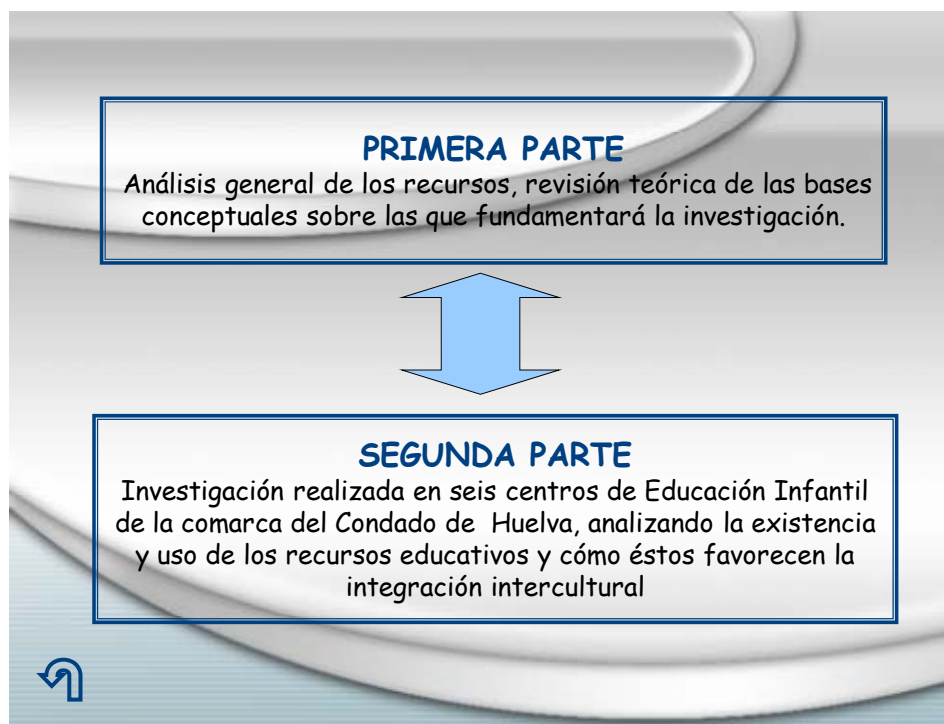 PRIMERA PARTE
Análisis general de los recursos, revisión teórica de las bases
conceptuales sobre las que fundamentará la investigación.
SEGUNDA PARTE
Investigación realizada en seis centros de Educación Infantil
de la comarca del Condado de Huelva, analizando la existencia
y uso de los recursos educativos y cómo éstos favorecen la
integración intercultural